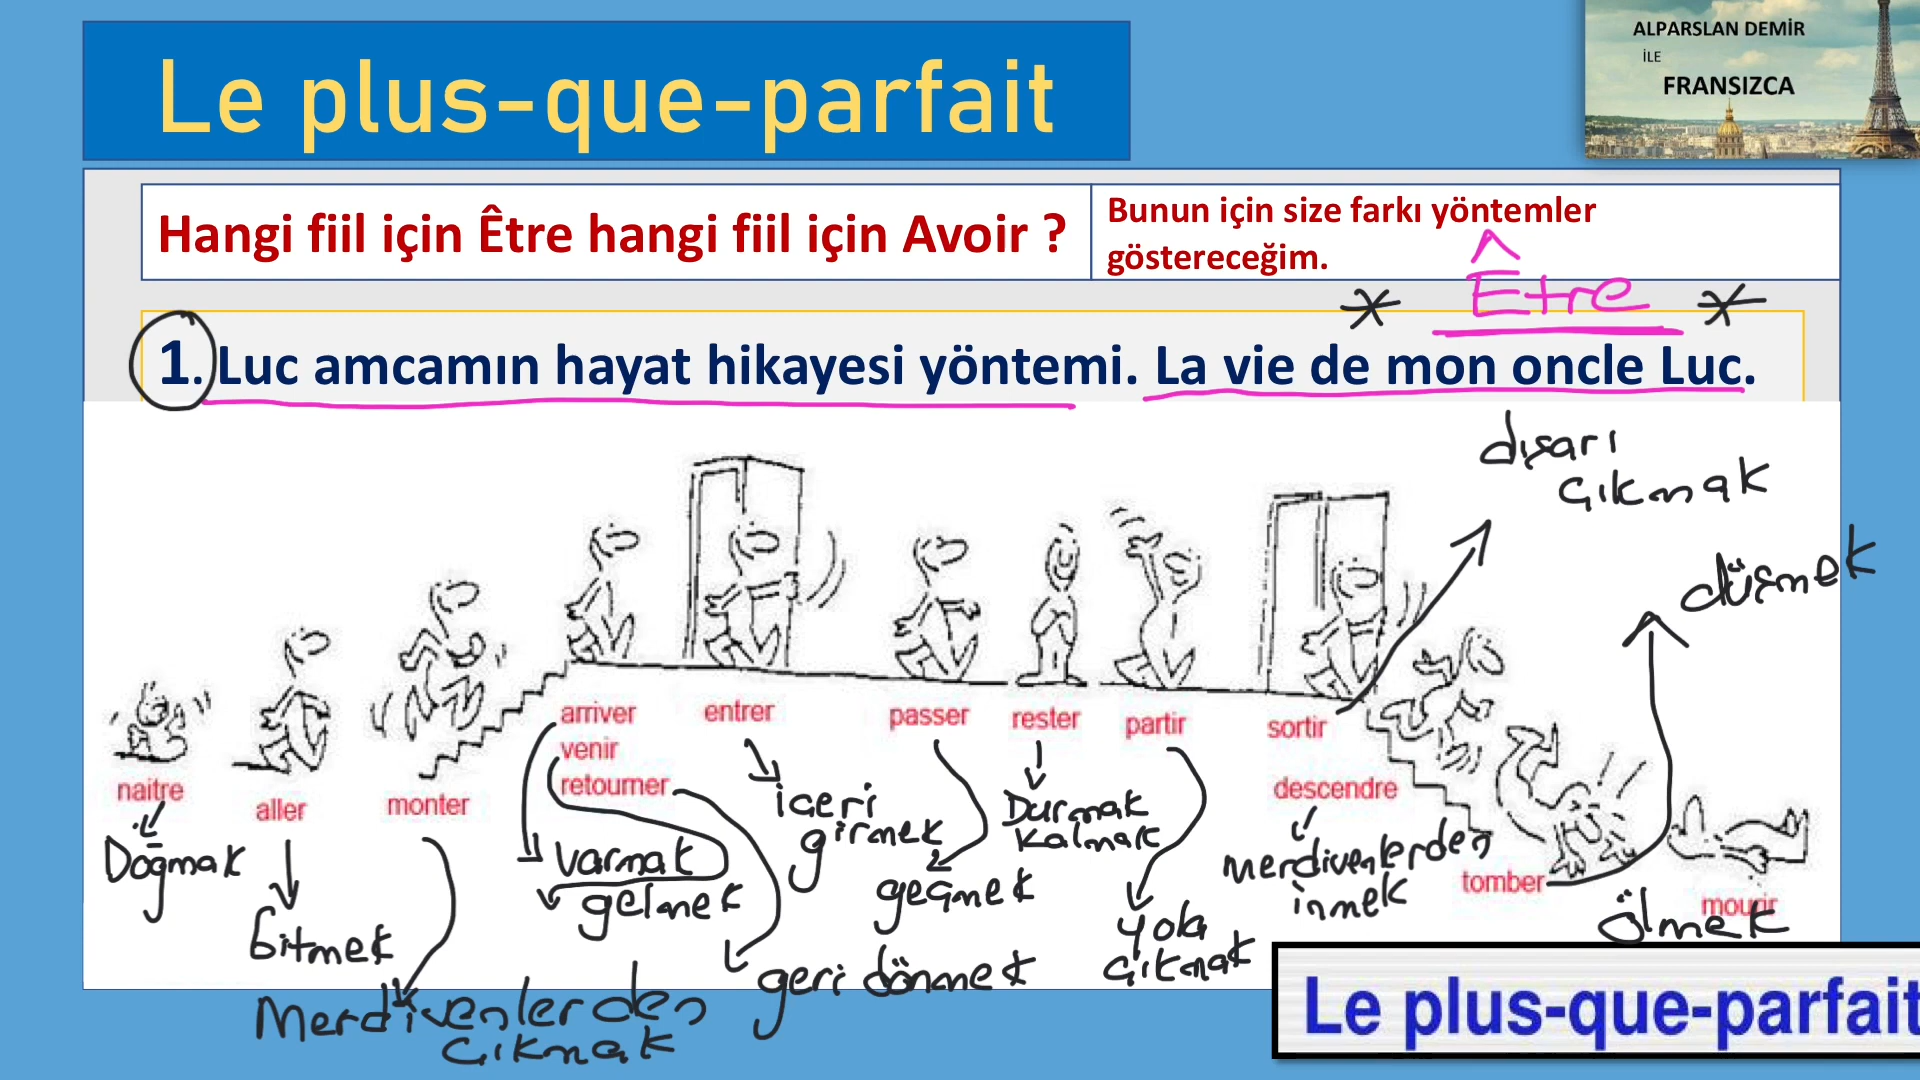 Le plus-que-parfait
ALPARSLAN DEMİR
İLE
FRANSIZCA
Hangi fiil için Être hangi fiil için Avoir ?
Bunun için size farkı yöntemler
göstereceğim.
Être
1. Luc amcamın hayat hikayesi yöntemi. La vie de mon oncle Luc.
dışarı
çıkmak
düşmek
naitre
aller
monter
arriver
venir
retourner
entrer
passer
rester
partir
sortir
descendre
tomber
mourir
Doğmak
Gitmek
Merdivenlerden
çıkmak
varmak
gelmek
geri dönmek
içeri
girmek
geçmek
Durmak
Kalmak
yola
çıkmak
merdivenlerden
inmek
ölmek
Le plus-que-parfait